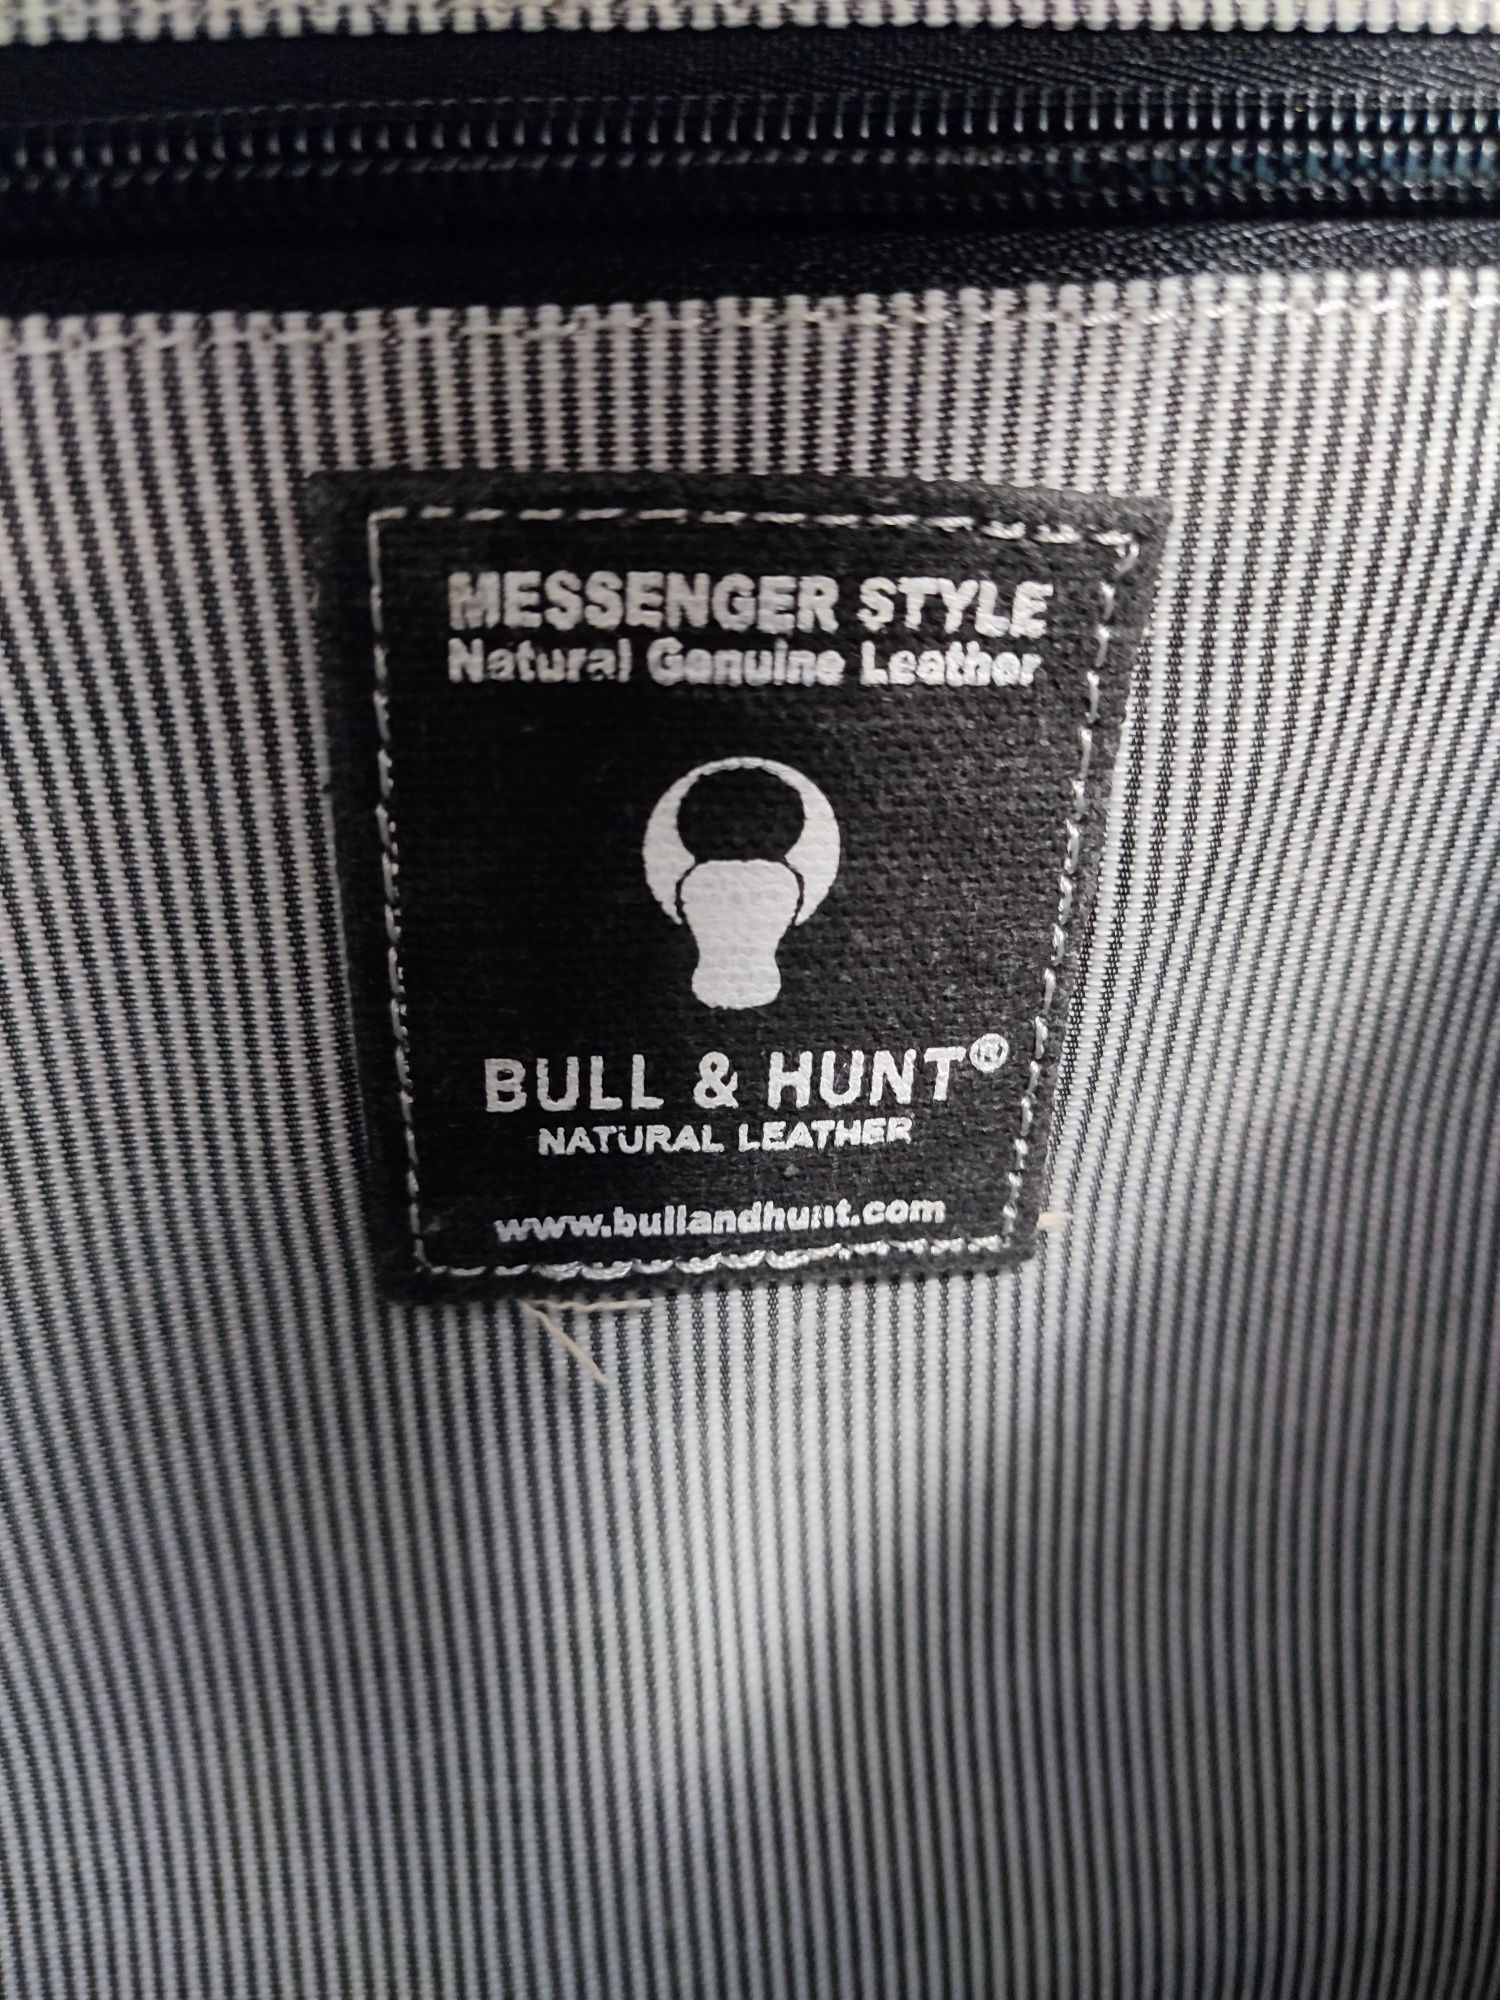 MESSENGER STYLE
Natural Genuine Leather
BULL & HUNT®
NATURAL LEATHER
www.bullandhunt.com